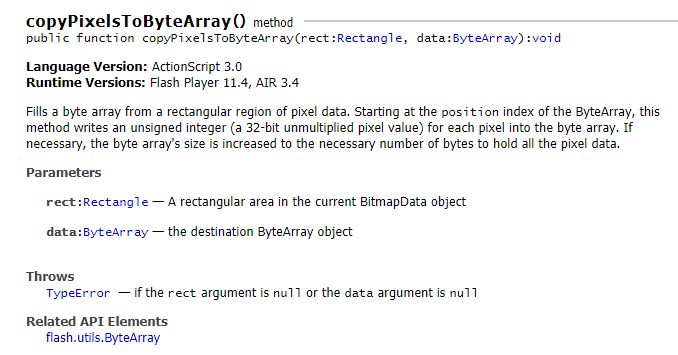 copyPixelsToByteArray() method
public function copyPixelsToByteArray(rect:Rectangle, data:ByteArray):void
Language Version: ActionScript 3.0
Runtime Versions: Flash Player 11.4, AIR 3.4
Fills a byte array from a rectangular region of pixel data. Starting at the position index of the ByteArray, this
method writes an unsigned integer (a 32-bit unmultiplied pixel value) for each pixel into the byte array. If
necessary, the byte array's size is increased to the necessary number of bytes to hold all the pixel data.
Parameters
rect:Rectangle — A rectangular area in the current BitmapData object
data:ByteArray — the destination ByteArray object
Throws
TypeError — if the rect argument is null or the data argument is null
Related API Elements
flash.utils.ByteArray